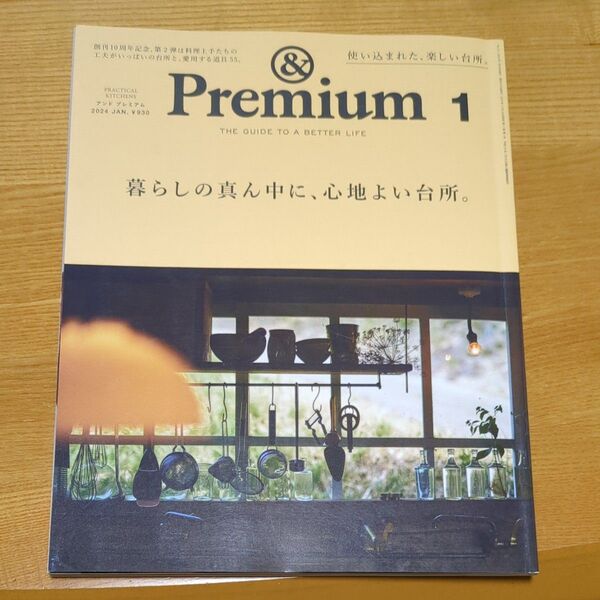 創刊10周年記念、第2弾は料理上手たちの
工夫がいっぱいの台所と、愛用する道具55。
使い込まれた、楽しい台所。
PRACTICAL
KITCHENS
アンド プレミアム
2024 JAN, ¥930
&
Premium 1
THE GUIDE TO A BETTER LIFE
暮らしの真ん中に、心地よい台所。